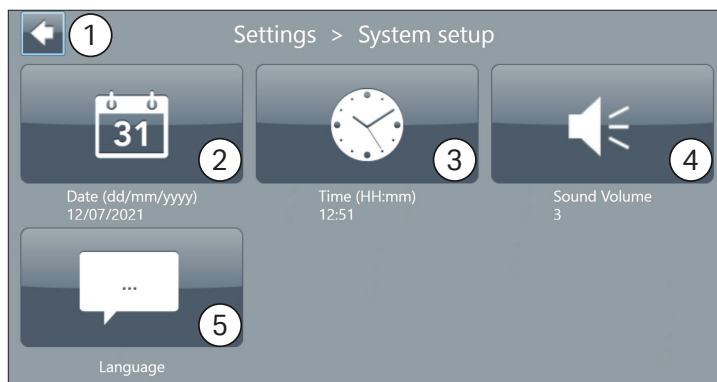 1
Settings > System setup
31
2
3
4
Date (dd/mm/yyyy)
12/07/2021
Time (HH:mm)
12:51
Sound Volume
3
...
5
Language